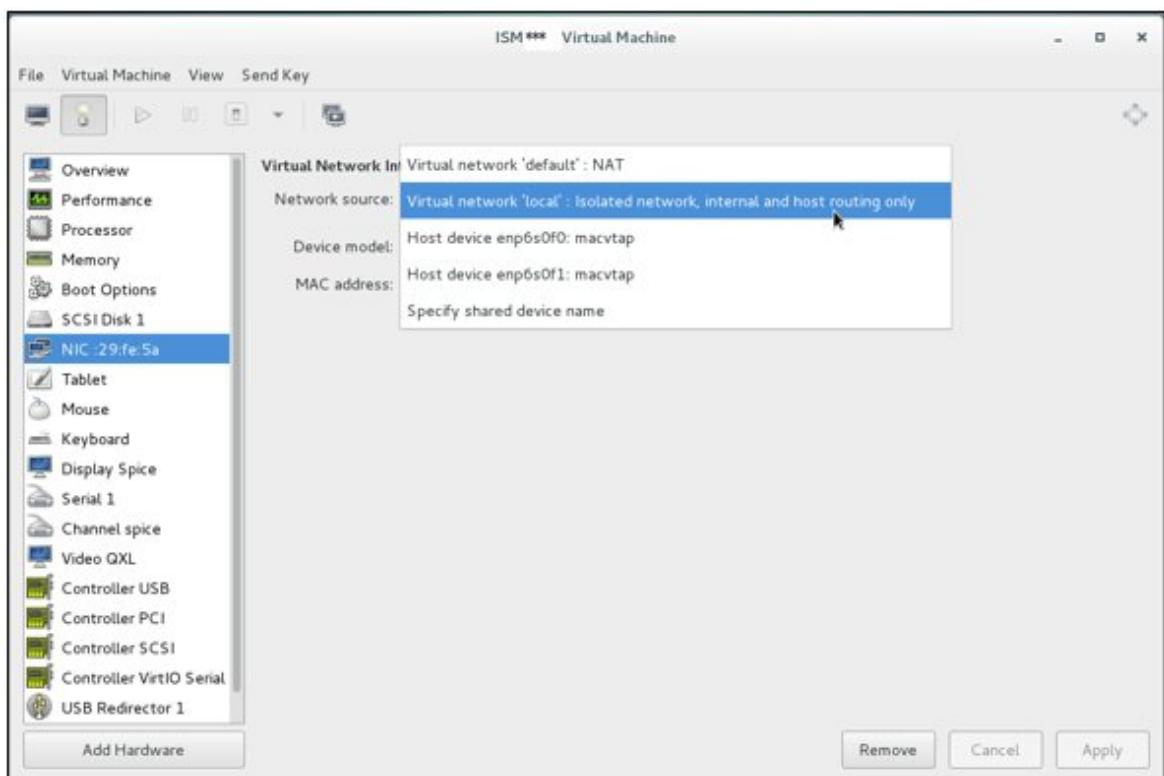 ISM*** Virtual Machine
File Virtual Machine View Send Key
Overview
Performance
Processor
Memory
Boot Options
SCSI Disk 1
NIC :29:fe:5a
Tablet
Mouse
Keyboard
Display Spice
Serial 1
Channel spice
Video QXL
Controller USB
Controller PCI
Controller SCSI
Controller VirtIO Serial
USB Redirector 1
Add Hardware
Virtual Network In
Network source:
Device model:
MAC address:
Virtual network 'default' : NAT
Virtual network 'local' : Isolated network, internal and host routing only
Host device enp6s0f0: macvtap
Host device enp6s0f1: macvtap
Specify shared device name
Remove Cancel Apply